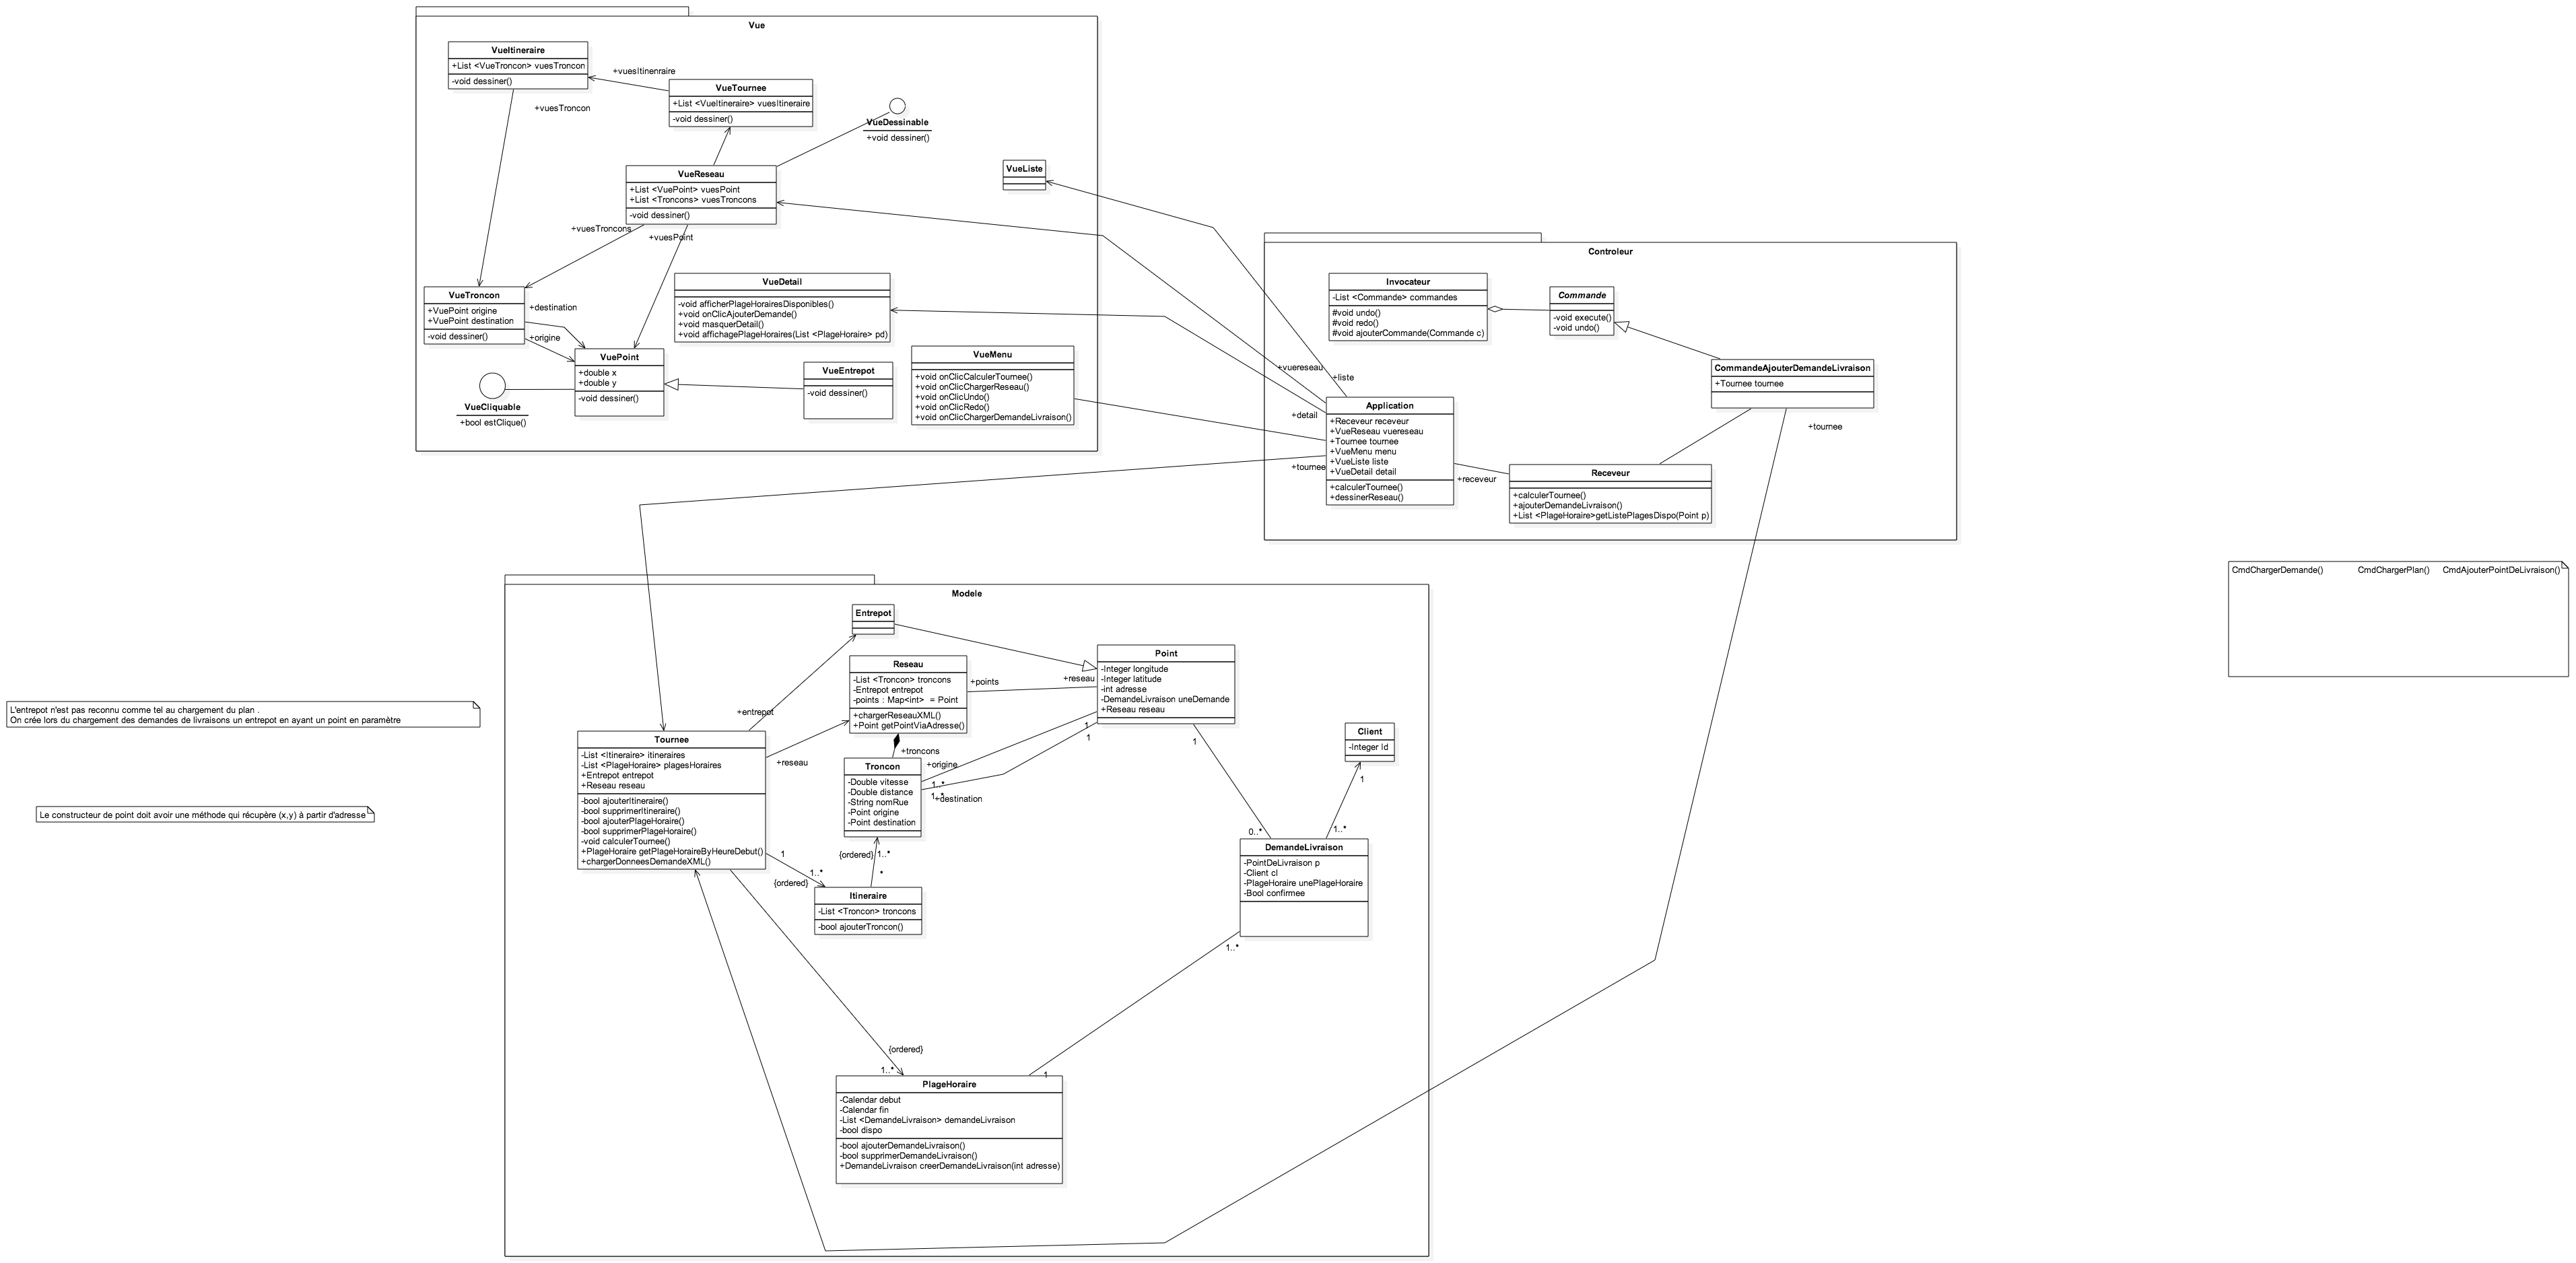 Vue
VueItineraire
+List <VueTroncon> vuesTroncon
-void dessiner()
+vuesItinenraire
VueTournee
+List <VueItineraire> vuesItineraire
-void dessiner()
+vuesTroncon
VueDessinable
+void dessiner()
VueReseau
+List <VuePoint> vuesPoint
+List <Troncons> vuesTroncons
-void dessiner()
VueListe
+vuesTroncons
+vuesPoint
VueTroncon
+VuePoint origine
+VuePoint destination
-void dessiner()
+destination
+origine
VueDetail
-void afficherPlageHorairesDisponibles()
+void onClicAjouterDemande()
+void masquerDetail()
+void affichagePlageHoraires(List <PlageHoraire> pd)
VuePoint
+double x
+double y
-void dessiner()
VueCliquable
+bool estClique()
VueEntrepot
-void dessiner()
VueMenu
+void onClicCalculerTournee()
+void onClicChargerReseau()
+void onClicUndo()
+void onClicRedo()
+void onClicChargerDemandeLivraison()
Controleur
Invocateur
-List <Commande> commandes
#void undo()
#void redo()
#void ajouterCommande(Commande c)
Commande
-void execute()
-void undo()
CommandeAjouterDemandeLivraison
+Tournee tournee
+vuereseau
+liste
+detail
+tournee
Application
+Receveur receveur
+VueReseau vuereseau
+Tournee tournee
+VueMenu menu
+VueListe liste
+VueDetail detail
+calculerTournee()
+dessinerReseau()
+receveur
+tournee
Receveur
+calculerTournee()
+ajouterDemandeLivraison()
+List <PlageHoraire>getListePlagesDispo(Point p)
CmdChargerDemande() CmdChargerPlan() CmdAjouterPointDeLivraison()
Modele
Entrepot
Reseau
-List <Troncon> troncons
-Entrepot entrepot
-points : Map<int> = Point
+chargerReseauXML()
+Point getPointViaAdresse()
+points
+reseau
Point
-Integer longitude
-Integer latitude
-int adresse
-DemandeLivraison uneDemande
+Reseau reseau
L'entrepot n'est pas reconnu comme tel au chargement du plan .
On crée lors du chargement des demandes de livraisons un entrepot en ayant un point en paramètre
Le constructeur de point doit avoir une méthode qui récupère (x,y) à partir d'adresse
+entrepot
+reseau
Tournee
-List <Itineraire> itineraires
-List <PlageHoraire> plagesHoraires
+Entrepot entrepot
+Reseau reseau
-bool ajouterItineraire()
-bool supprimerItineraire()
-bool ajouterPlageHoraire()
-bool supprimerPlageHoraire()
-void calculerTournee()
+PlageHoraire getPlageHoraireByHeureDebut()
+chargerDonneesDemandeXML()
+troncons
Troncon
-Double vitesse
-Double distance
-String nomRue
-Point origine
-Point destination
+origine
1..*
1..*
+destination
1
1
1
Client
-Integer Id
1
1..*
0..*
DemandeLivraison
-PointDeLivraison p
-Client cl
-PlageHoraire unePlageHoraire
-Bool confirmee
1..*
{ordered}
1..*
*
1
1..*
{ordered}
Itineraire
-List <Troncon> troncons
-bool ajouterTroncon()
{ordered}
1..*
1
PlageHoraire
-Calendar debut
-Calendar fin
-List <DemandeLivraison> demandeLivraison
-bool dispo
-bool ajouterDemandeLivraison()
-bool supprimerDemandeLivraison()
+DemandeLivraison creerDemandeLivraison(int adresse)